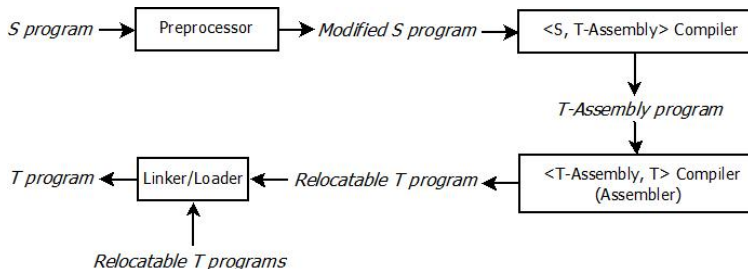 S program
Preprocessor
Modified S program
<S, T-Assembly> Compiler
T-Assembly program
<T-Assembly, T> Compiler
(Assembler)
Relocatable T program
Linker/Loader
T program
Relocatable T programs